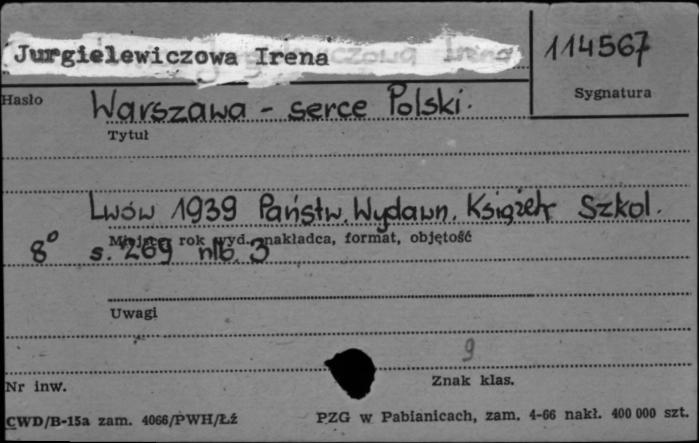 Jurgielewiczowa Irena
114567
Hasło
Sygnatura
Warszawa - serce Polski.
Tytuł
Lwów 1939 Państw. Wydawn. Książek Szkol.
Miejsce, rok wyd., nakładca, format, objętość
8° s. 269 nlb. 3
Uwagi
9
Nr inw.
Znak klas.
CWD/B-15a zam. 4066/PWH/Łź
PZG w Pabianicach, zam. 4-66 nakł. 400 000 szt.